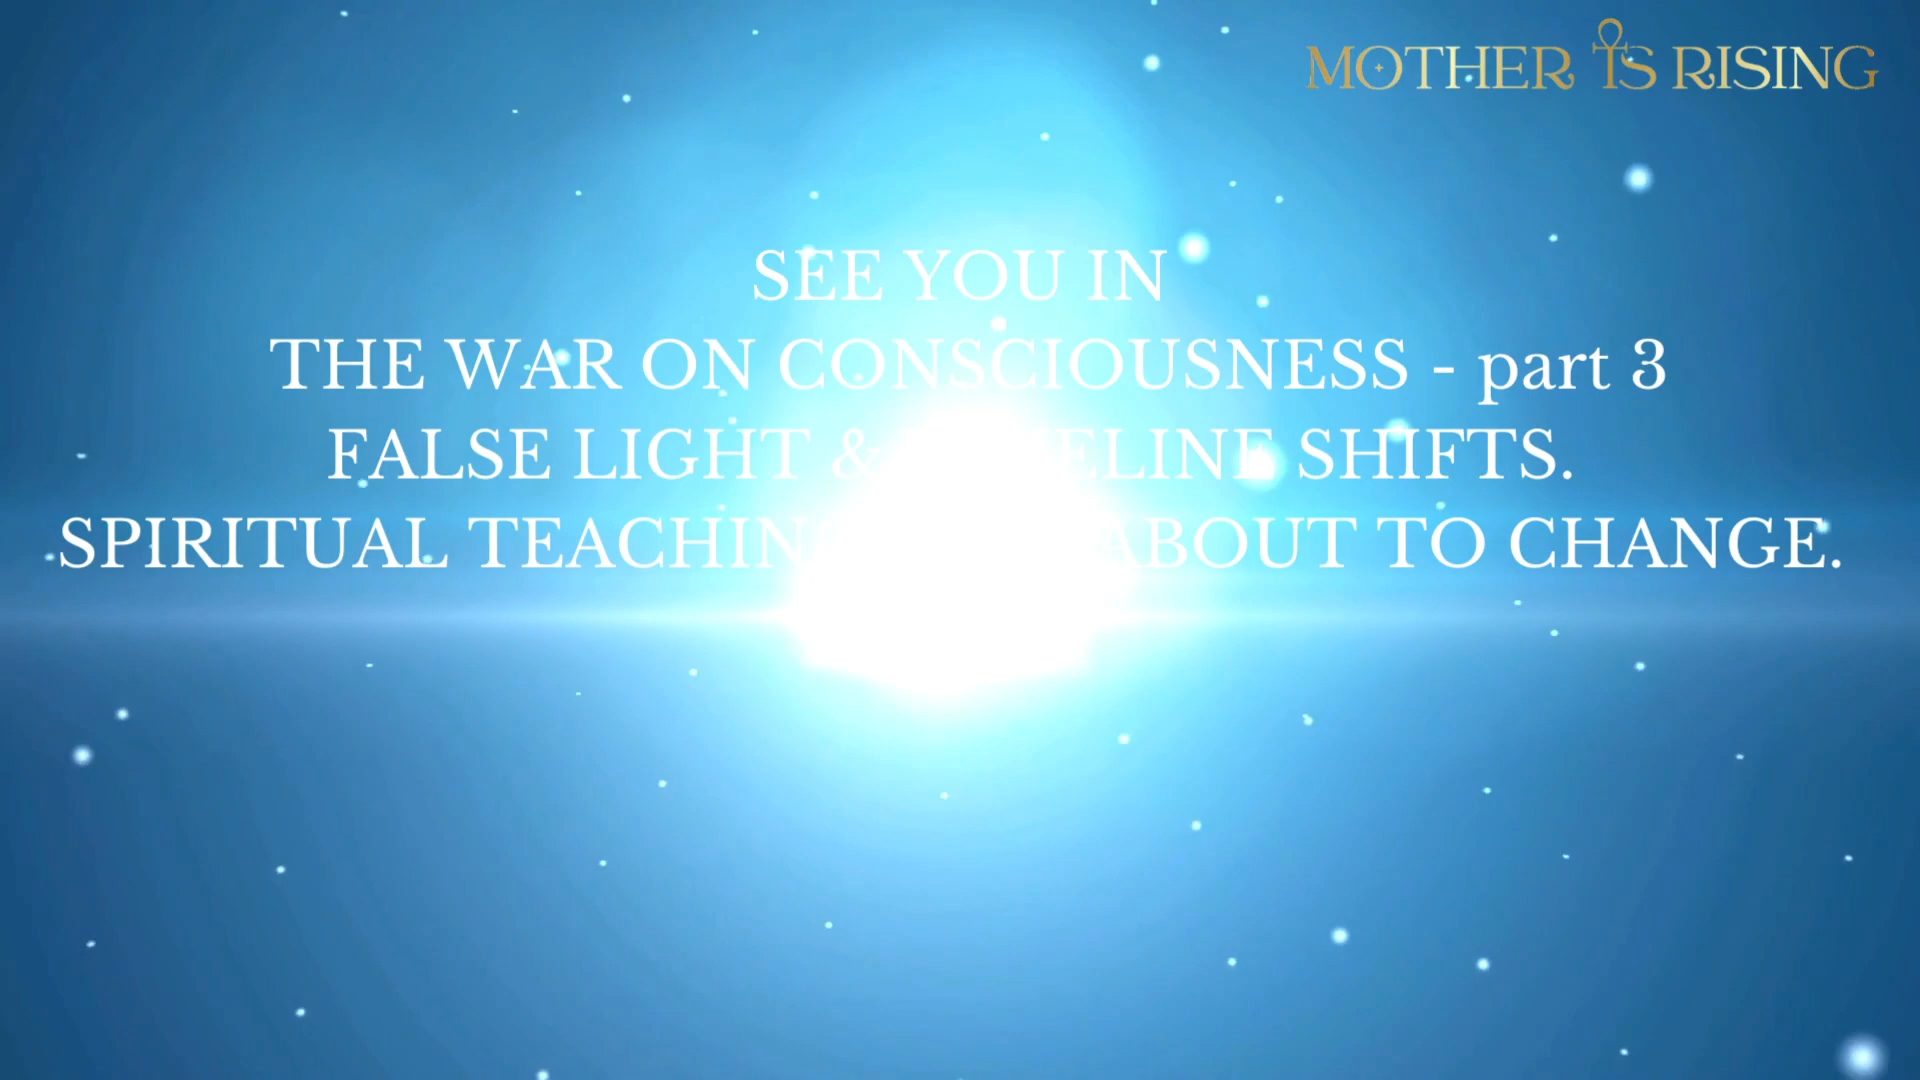 MOTHER IS RISING
SEE YOU IN
THE WAR ON CONSCIOUSNESS - part 3
FALSE LIGHT & SHIFTS.
SPIRITUAL ABOUT TO CHANGE.